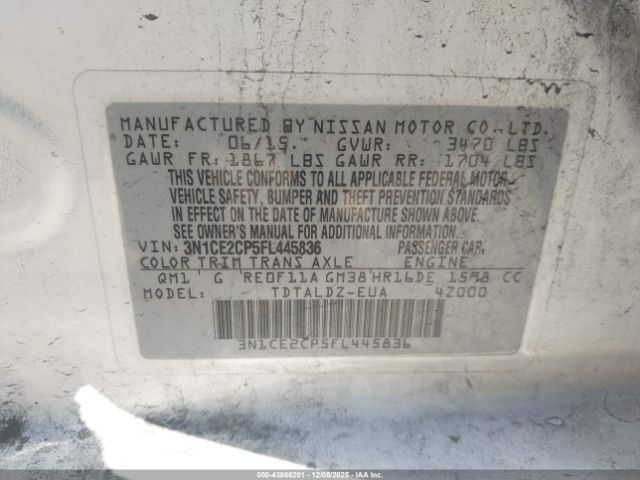 MANUFACTURED BY NISSAN MOTOR CO., LTD.
DATE: 06/15 GVWR: 3470 LBS
GAWR FR: 1867 LBS GAWR RR: 1704 LBS
THIS VEHICLE CONFORMS TO ALL APPLICABLE FEDERAL MOTOR
VEHICLE SAFETY, BUMPER AND THEFT PREVENTION STANDARDS
IN EFFECT ON THE DATE OF MANUFACTURE SHOWN ABOVE.
SEE OWNER'S MANUAL FOR ADDITIONAL INFORMATION.
VIN: 3N1CE2CP5FL445836 PASSENGER CAR
COLOR TRIM TRANS AXLE ENGINE
QM1 G RE0F11A GM38 HR16DE 1598 CC
MODEL: TDTALDZ-EUA 4Z000
3N1CE2CP5FL445836
000-43866201 - 12/08/2025 - IAAI.COM